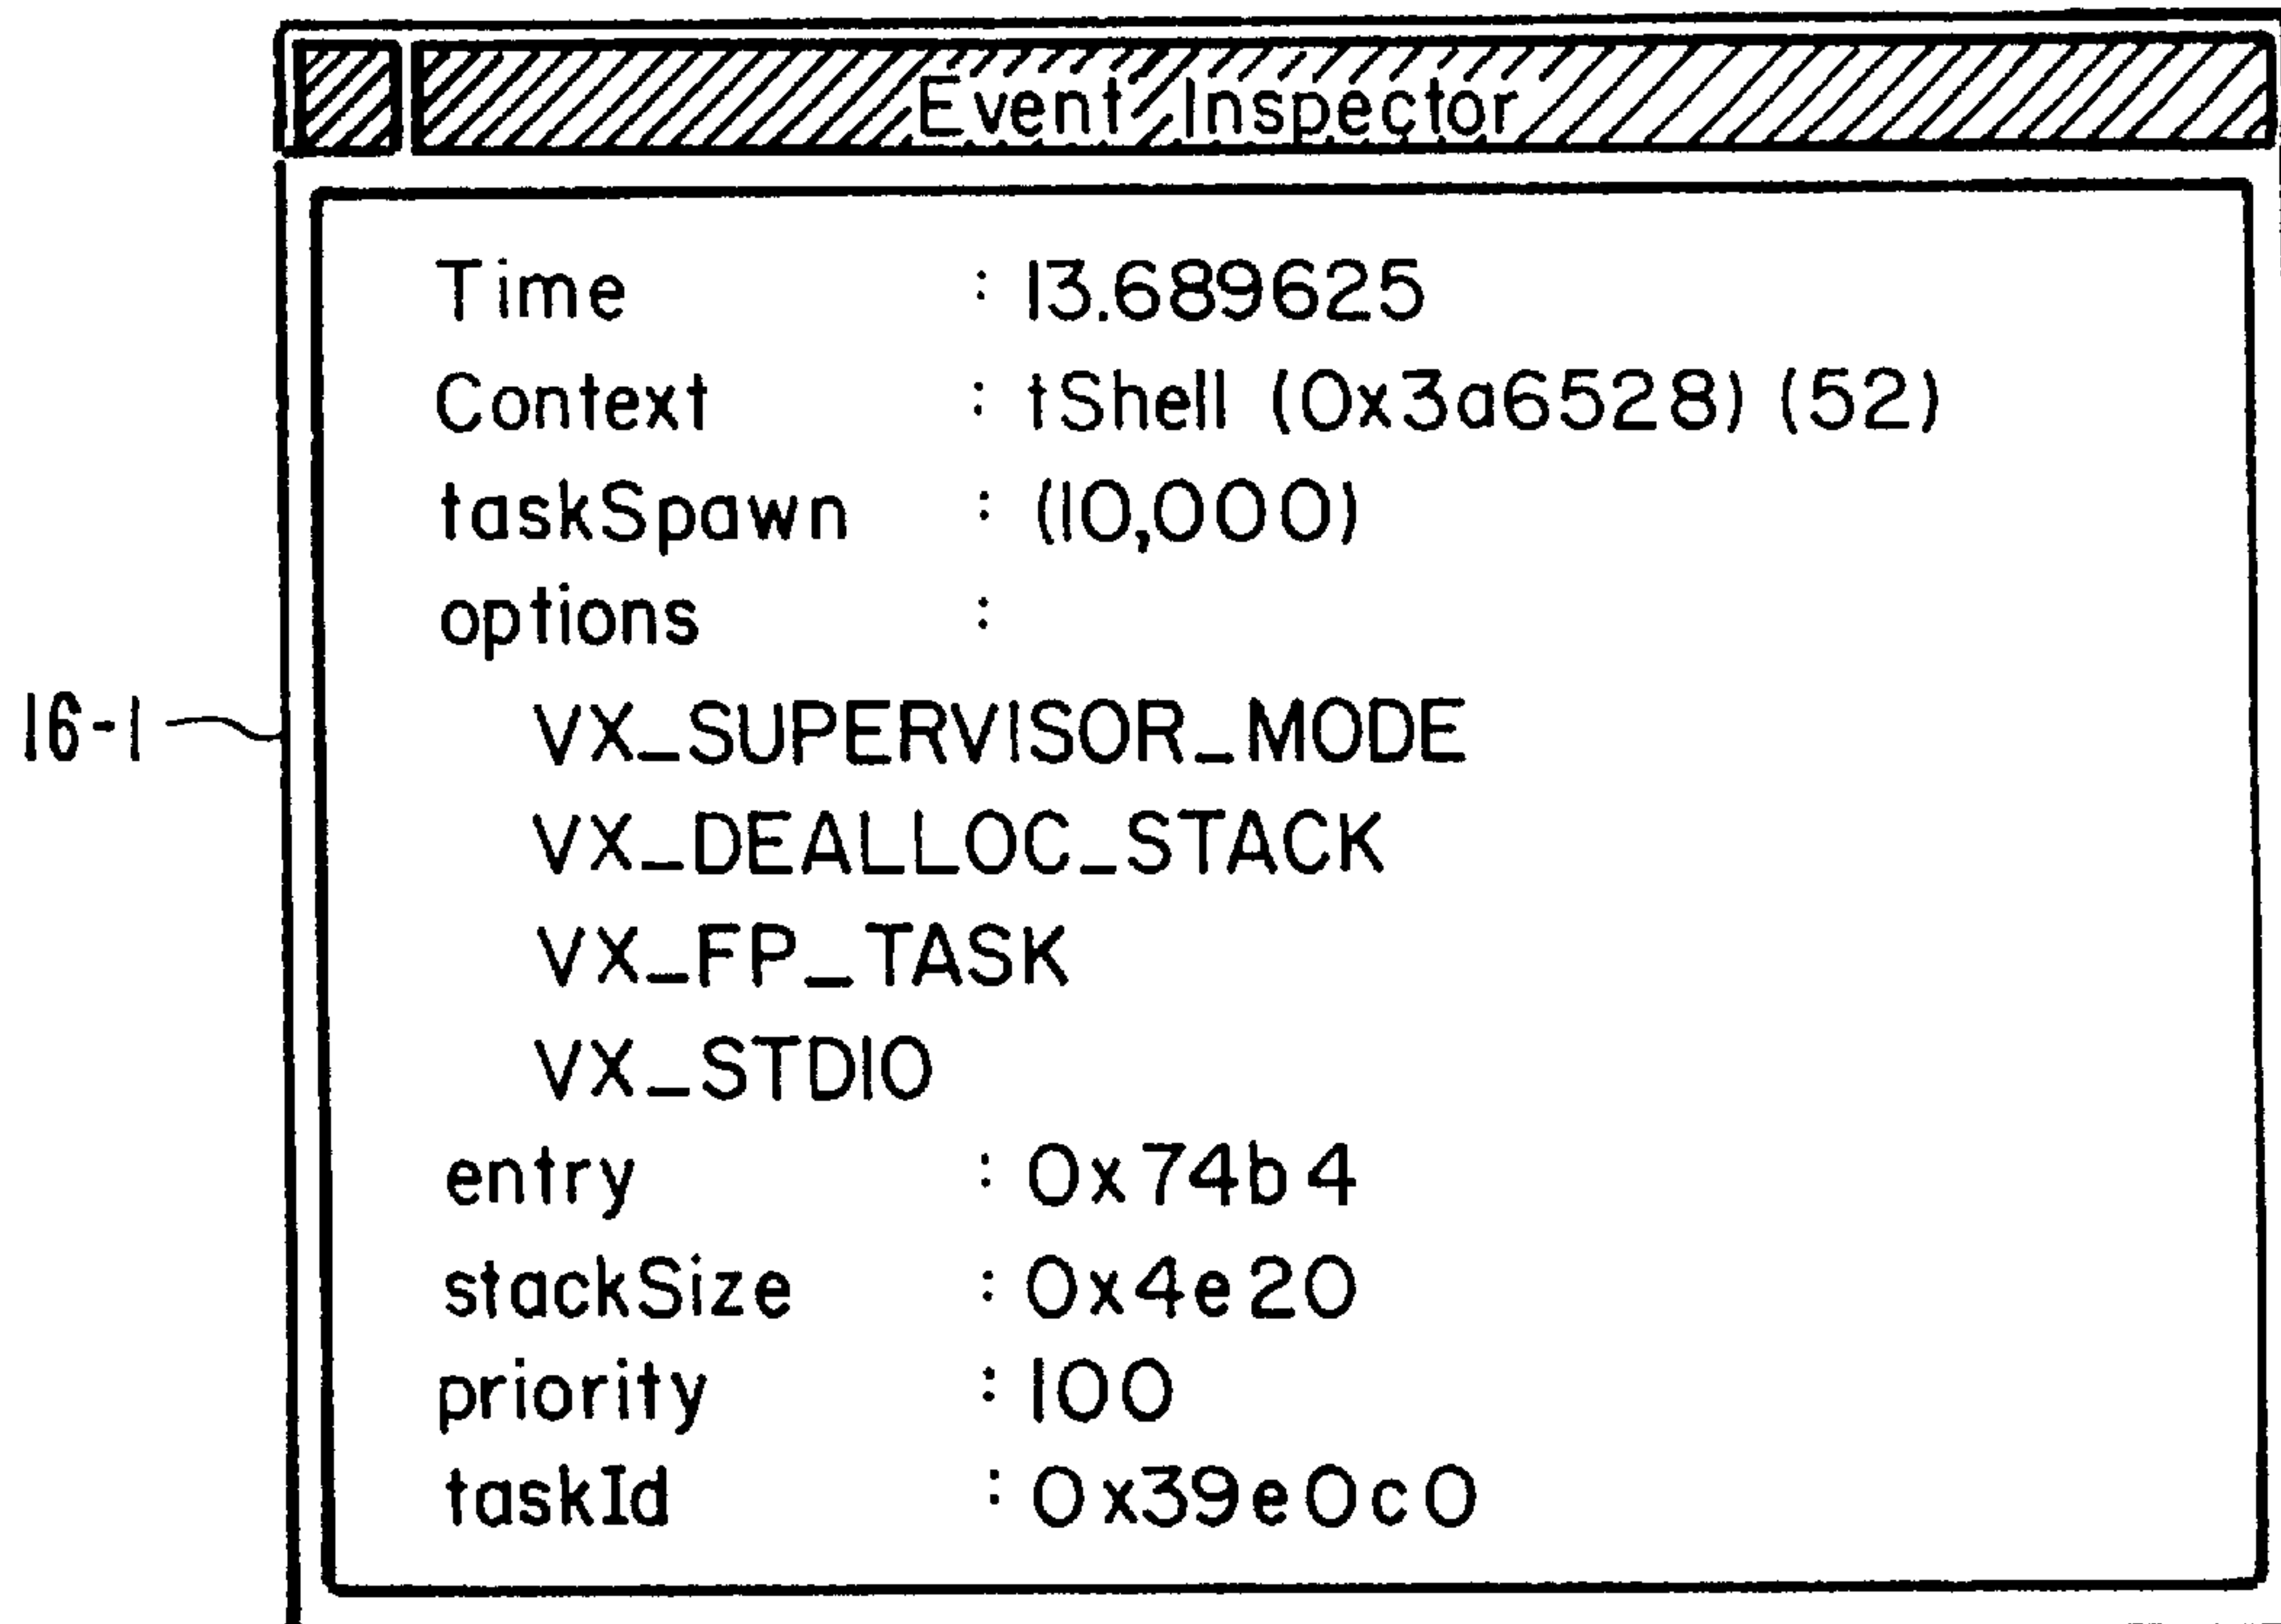 Event Inspector
Time : 13.689625
Context : tShell (0x3a6528) (52)
taskSpawn : (10,000)
options :
16-1
VX_SUPERVISOR_MODE
VX_DEALLOC_STACK
VX_FP_TASK
VX_STDIO
entry : 0x74b4
stackSize : 0x4e20
priority : 100
taskId : 0x39e0c0